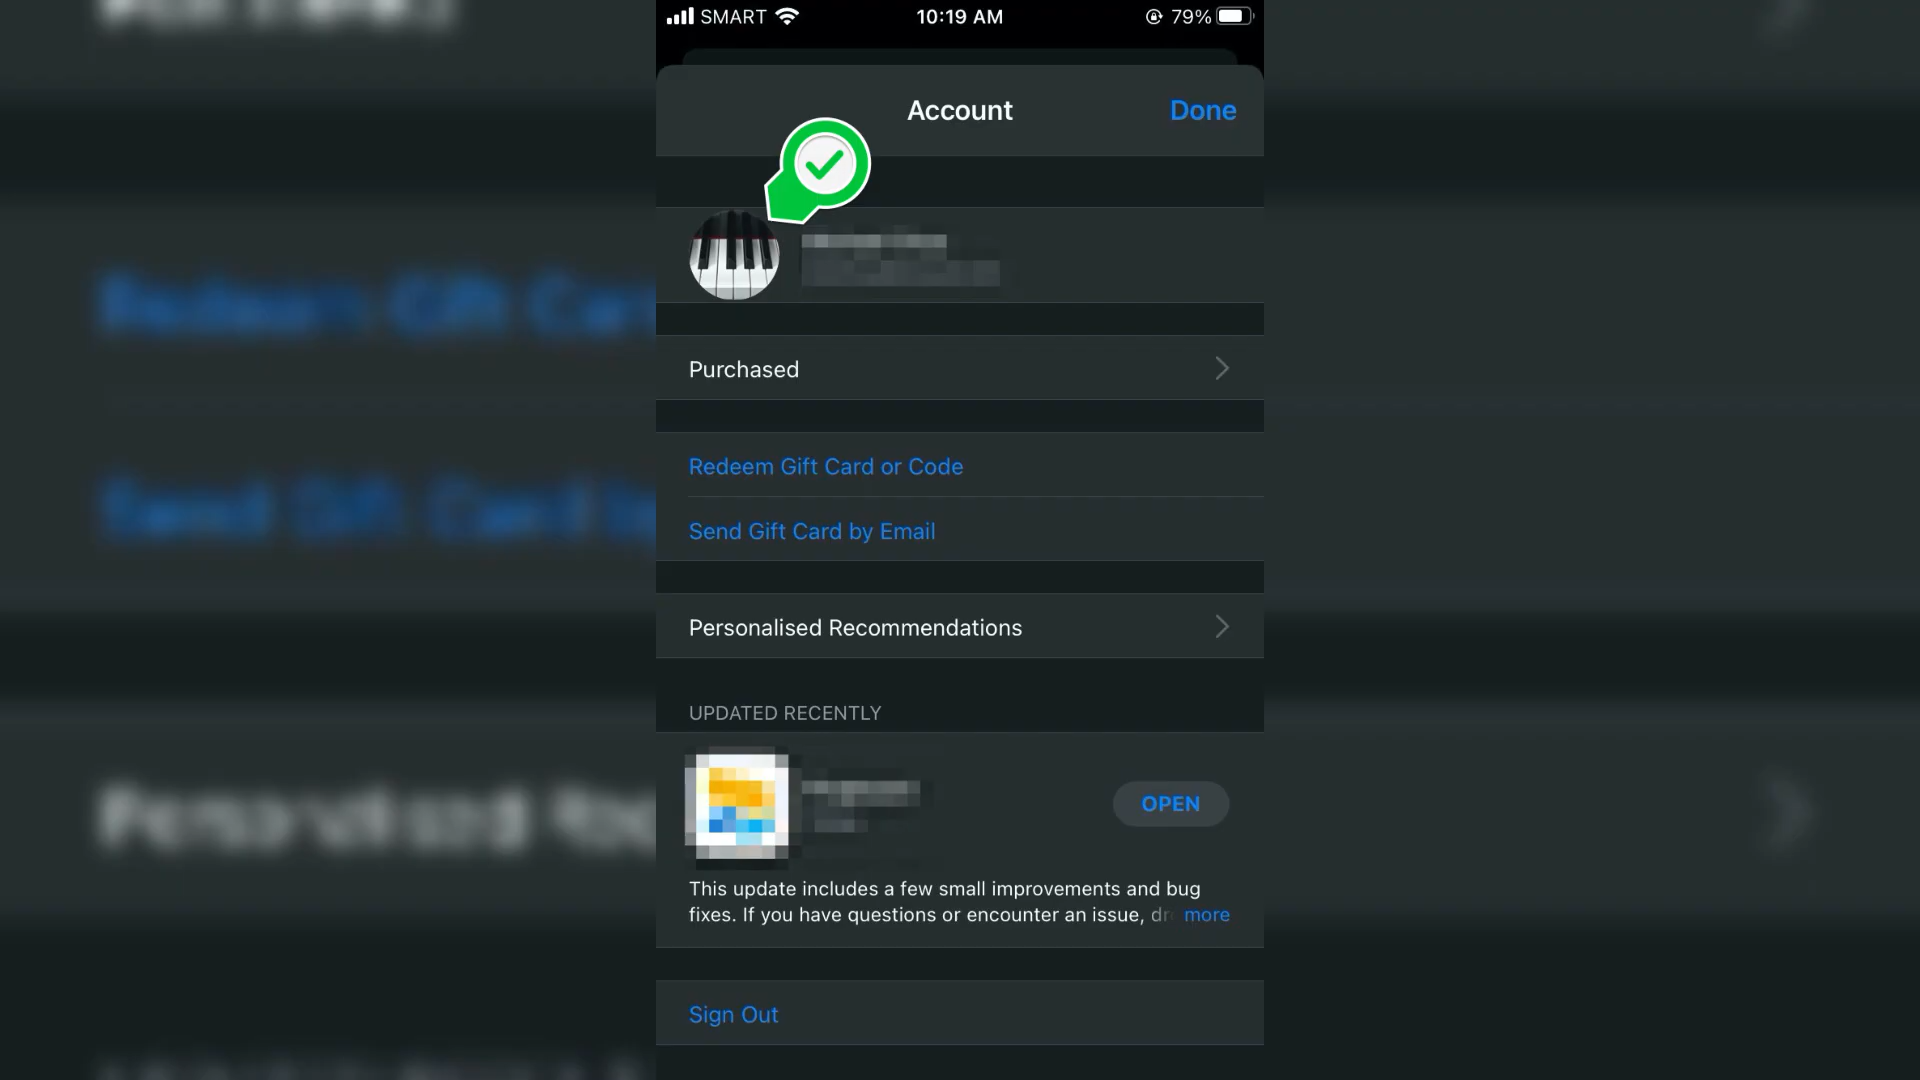 SMART 10:19 AM 79%
Account Done
Purchased
Redeem Gift Card or Code
Send Gift Card by Email
Personalised Recommendations
UPDATED RECENTLY
OPEN
This update includes a few small improvements and bug
fixes. If you have questions or encounter an issue, more
Sign Out